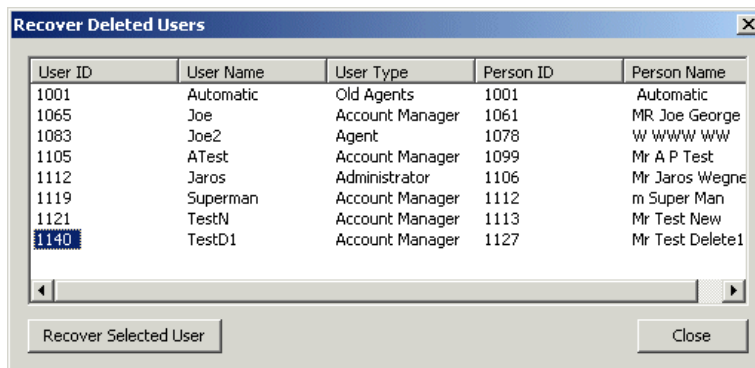 Recover Deleted Users
User ID User Name User Type Person ID Person Name
1001 Automatic Old Agents 1001 Automatic
1065 Joe Account Manager 1061 MR Joe George
1083 Joe2 Agent 1078 W WWW WW
1105 ATest Account Manager 1099 Mr A P Test
1112 Jaros Administrator 1106 Mr Jaros Wegne
1119 Superman Account Manager 1112 m Super Man
1121 TestN Account Manager 1113 Mr Test New
1140 TestD1 Account Manager 1127 Mr Test Delete1
Recover Selected User Close